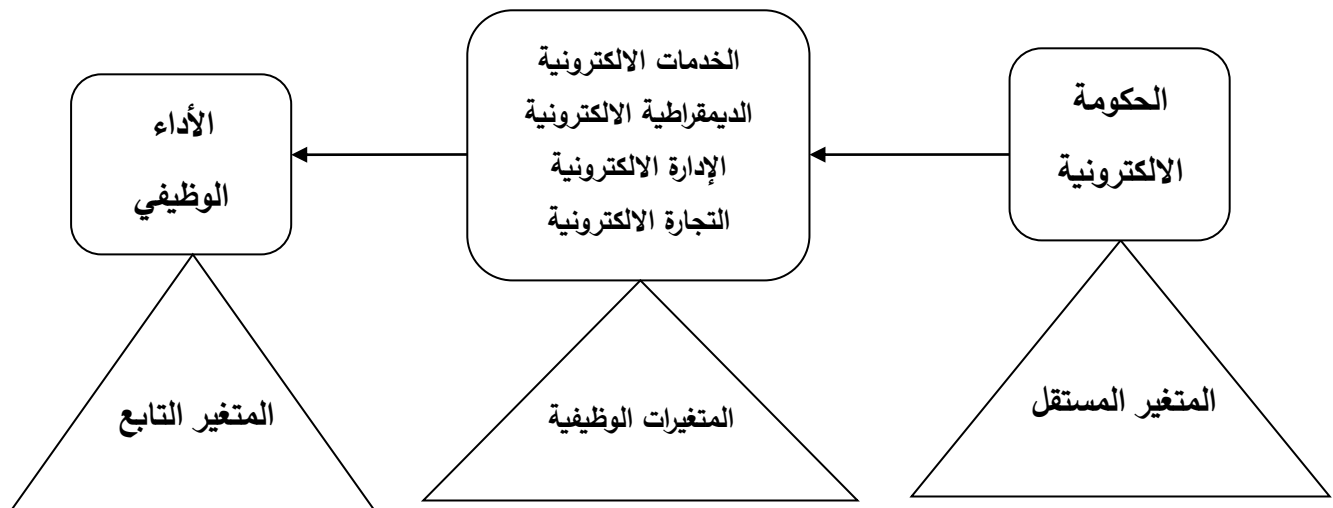 الحكومة
الالكترونية
الخدمات الالكترونية
الديمقراطية الالكترونية
الإدارة الالكترونية
التجارة الالكترونية
الأداء
الوظيفي
المتغير المستقل
المتغيرات الوظيفية
المتغير التابع